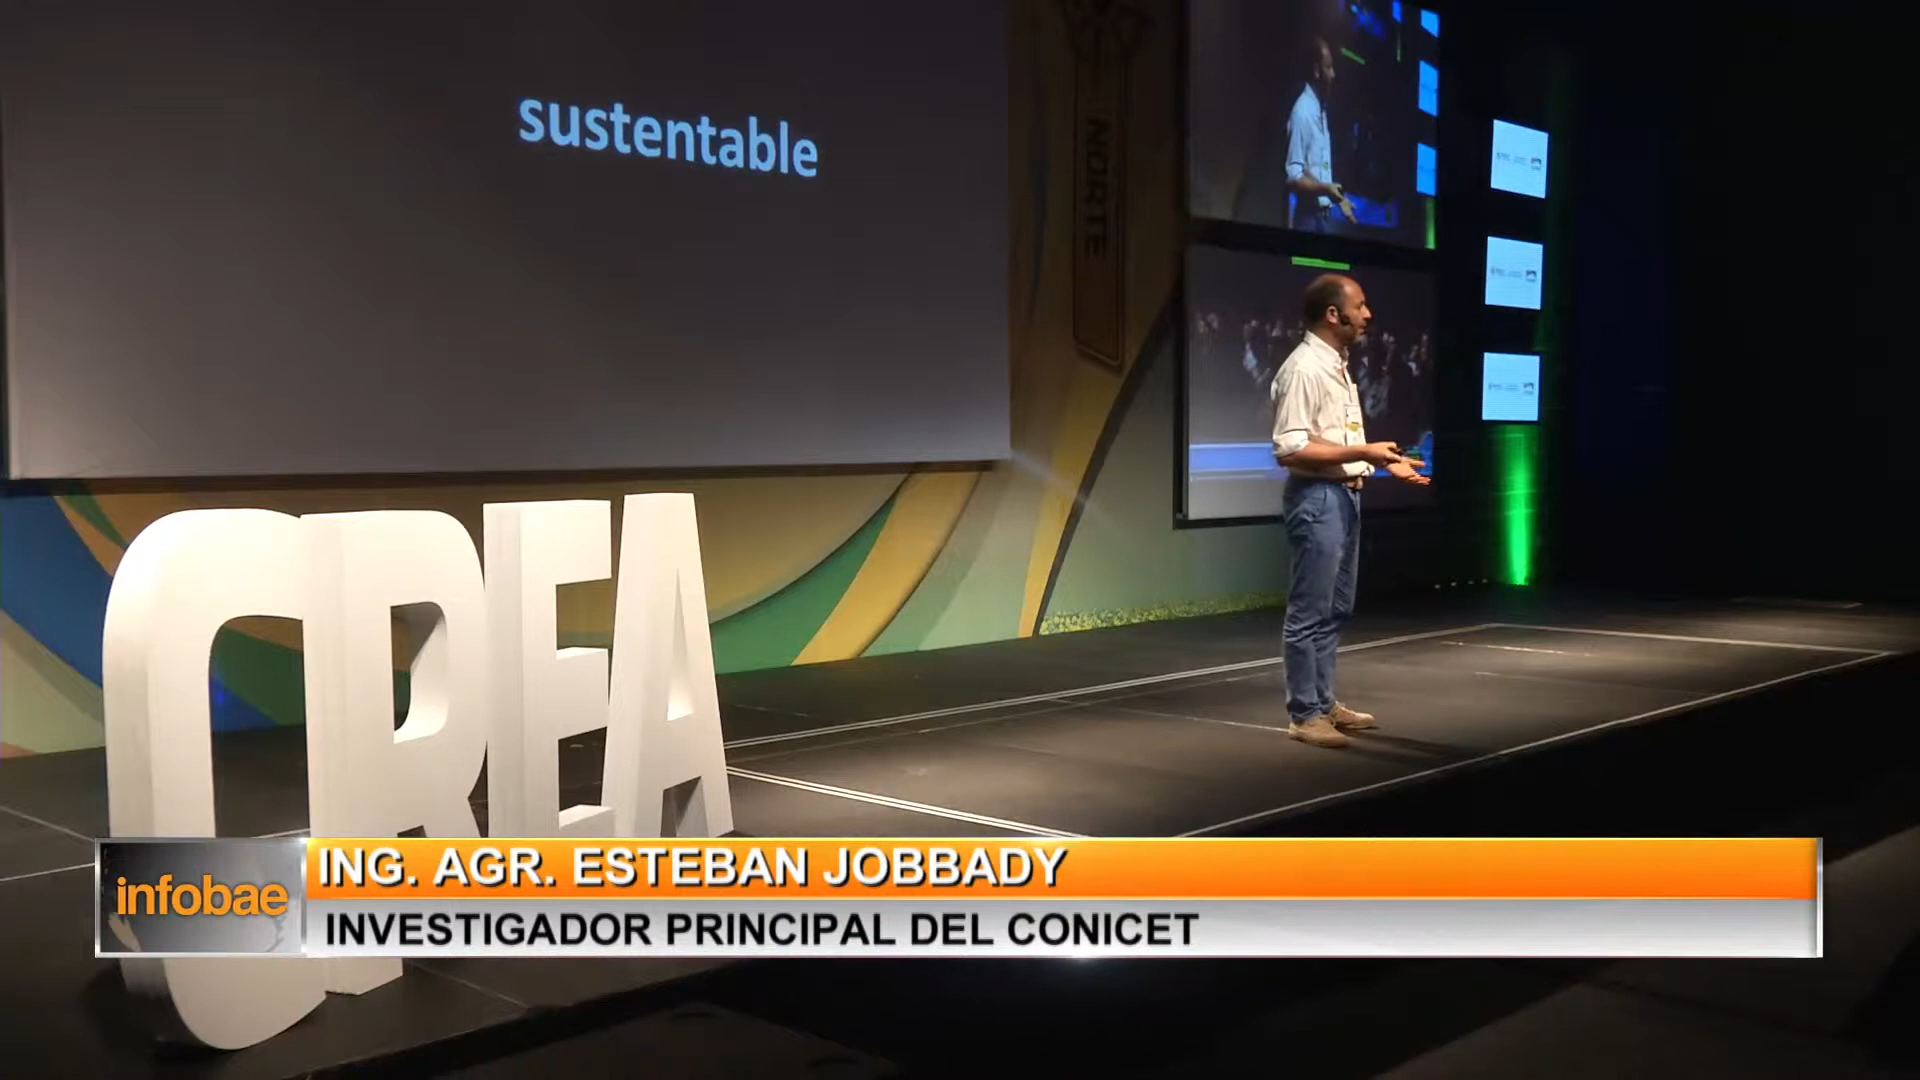 sustentable
NORTE
CREA
infobae
ING. AGR. ESTEBAN JOBBADY
INVESTIGADOR PRINCIPAL DEL CONICET